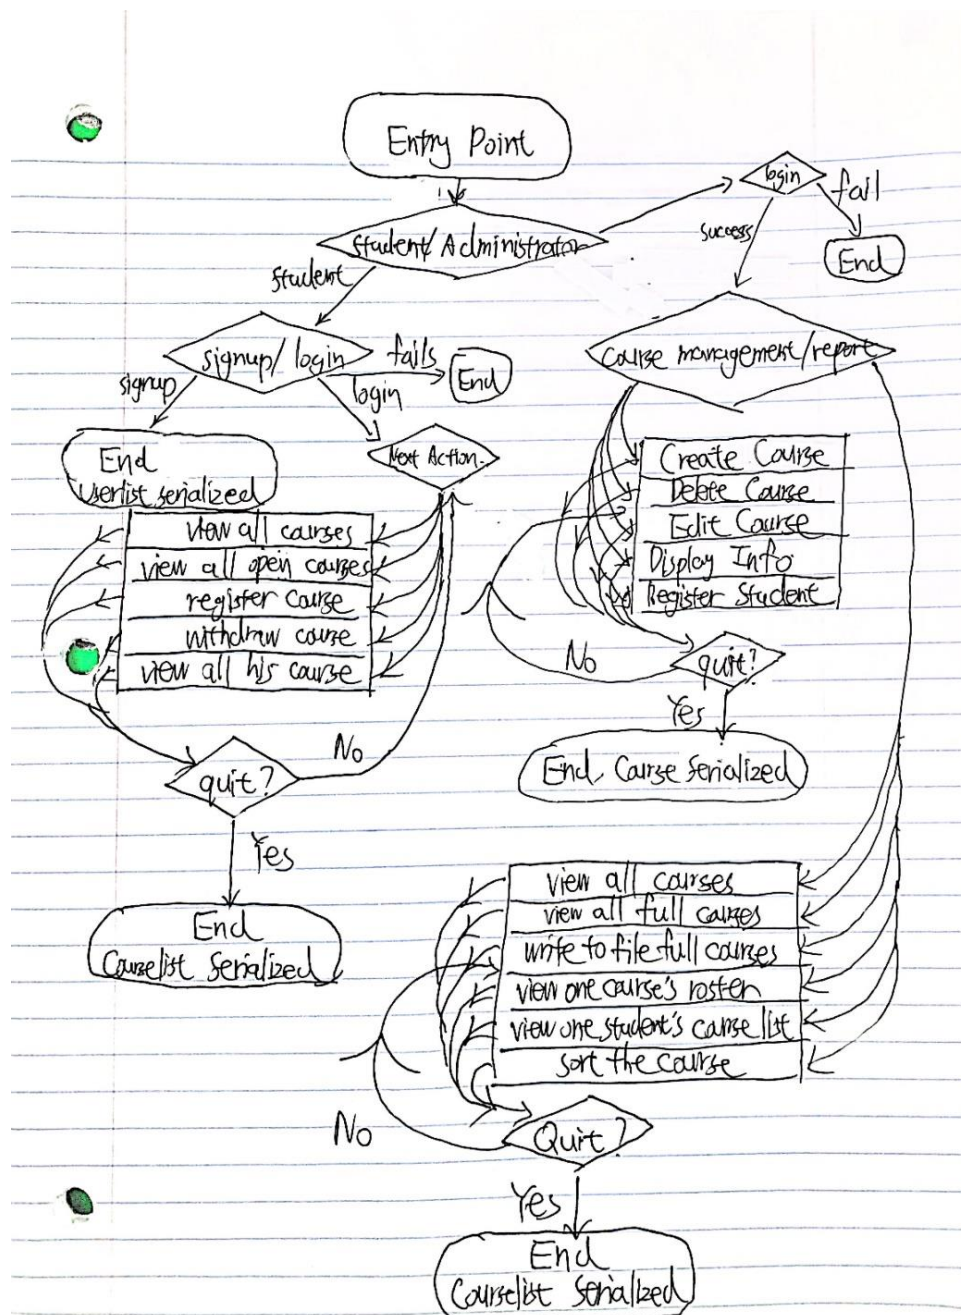 Entry Point
Student/Administrator
login
fail
success
End
student
signup/login
fails
End
signup
login
course management/report
End
Userlist serialized
Next Action
view all courses
view all open courses
register course
withdraw course
view all his course
Create Course
Delete Course
Edit Course
Display Info
Register Student
quit?
No
Yes
End, Course Serialized
quit?
No
Yes
End
Courselist Serialized
view all courses
view all full courses
write to file full courses
view one course's roster
view one student's course list
sort the course
Quit?
No
Yes
End
Courselist Serialized